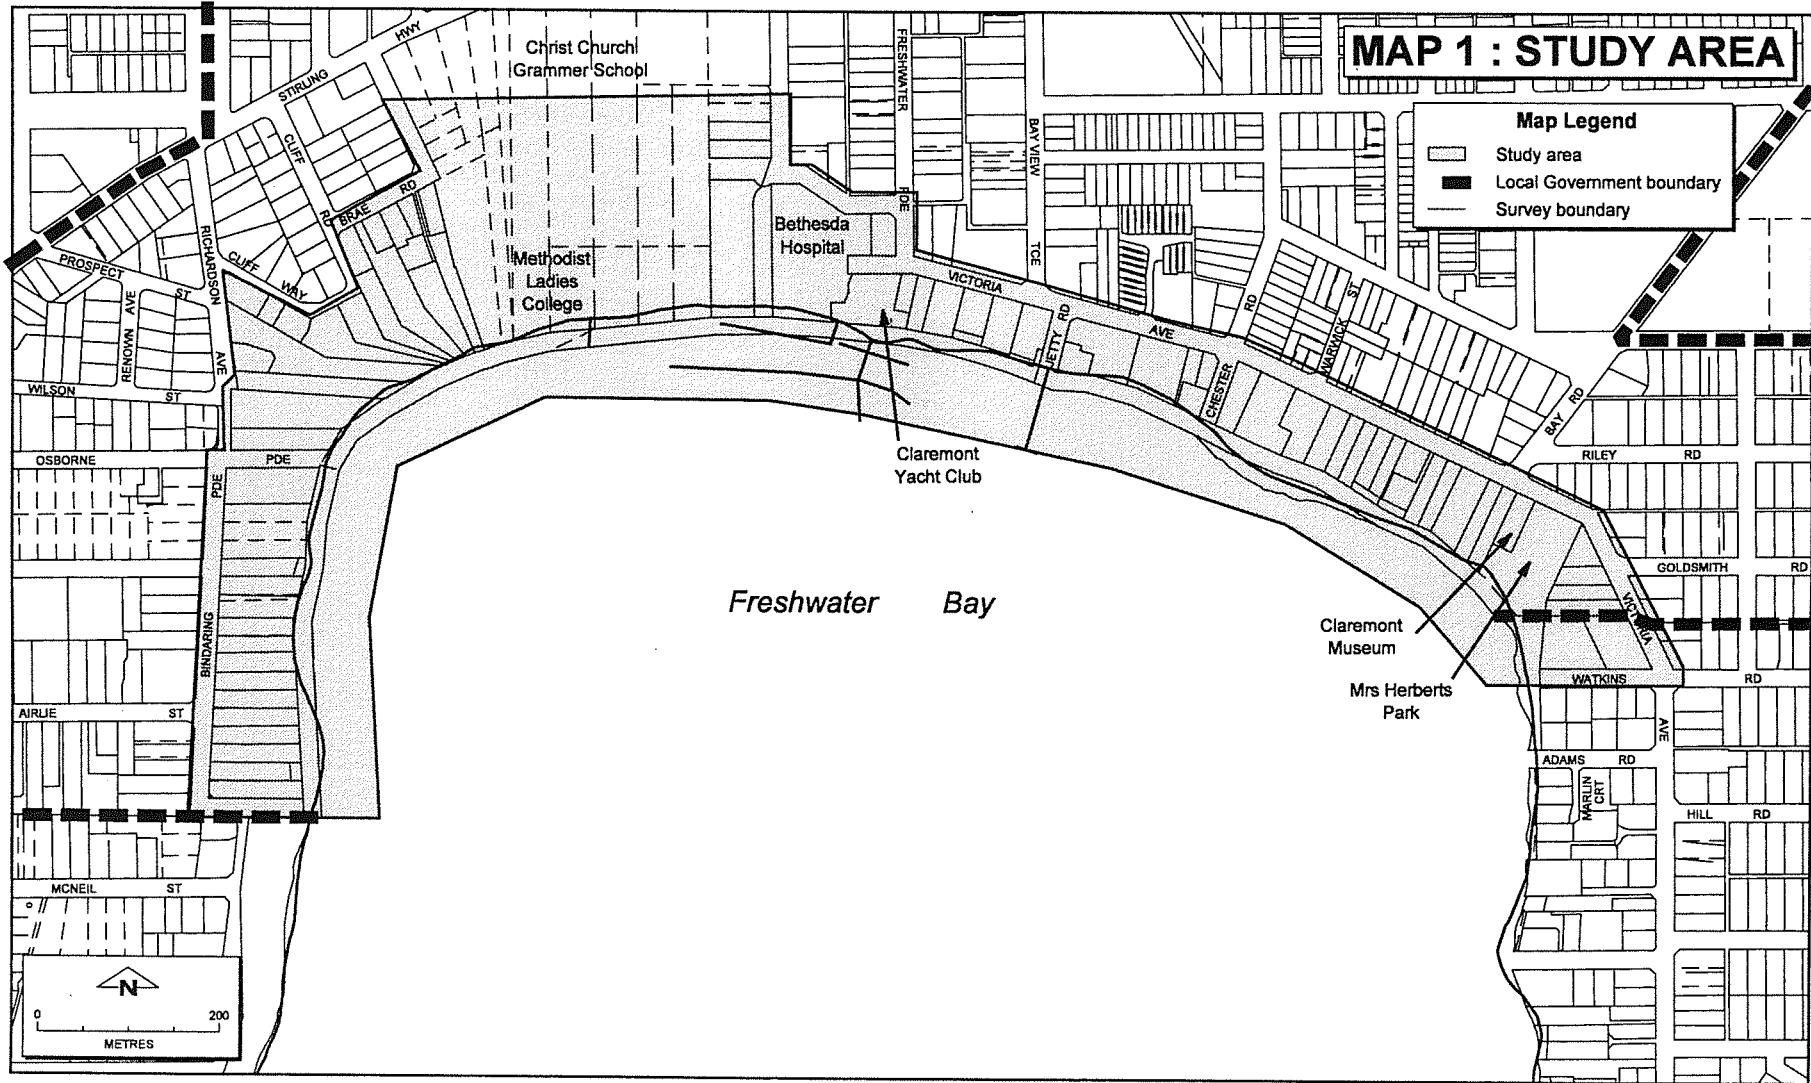 MAP 1 : STUDY AREA
Map Legend
Study area
Local Government boundary
Survey boundary
Christ Church
Grammer School
HWY
STIRLING
FRESHWATER
PDE
BAY VIEW
TCE
CLIFF
RD
BRAE RD
RICHARDSON
AVE
CLIFF
WAY
PROSPECT ST
RENOWN AVE
WILSON ST
Methodist
Ladies
College
Bethesda
Hospital
VICTORIA
AVE
JETTY
RD
CHESTER
RD
WARWICK
ST
BAY RD
RILEY RD
GOLDSMITH RD
VICTORIA
AVE
WATKINS RD
ADAMS RD
MARLIN
CRT
HILL RD
OSBORNE PDE
BINDARING
PDE
AIRLIE ST
MCNEIL ST
Claremont
Yacht Club
Freshwater Bay
Claremont
Museum
Mrs Herberts
Park
N
0 200
METRES